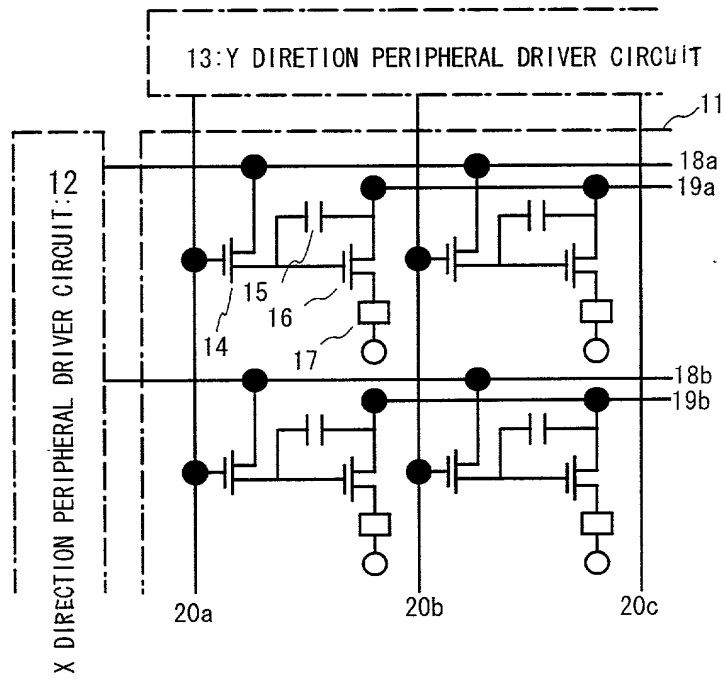 13:Y DIRETION PERIPHERAL DRIVER CIRCUIT
11
X DIRECTION PERIPHERAL DRIVER CIRCUIT:12
18a
19a
14
15
16
17
18b
19b
20a
20b
20c